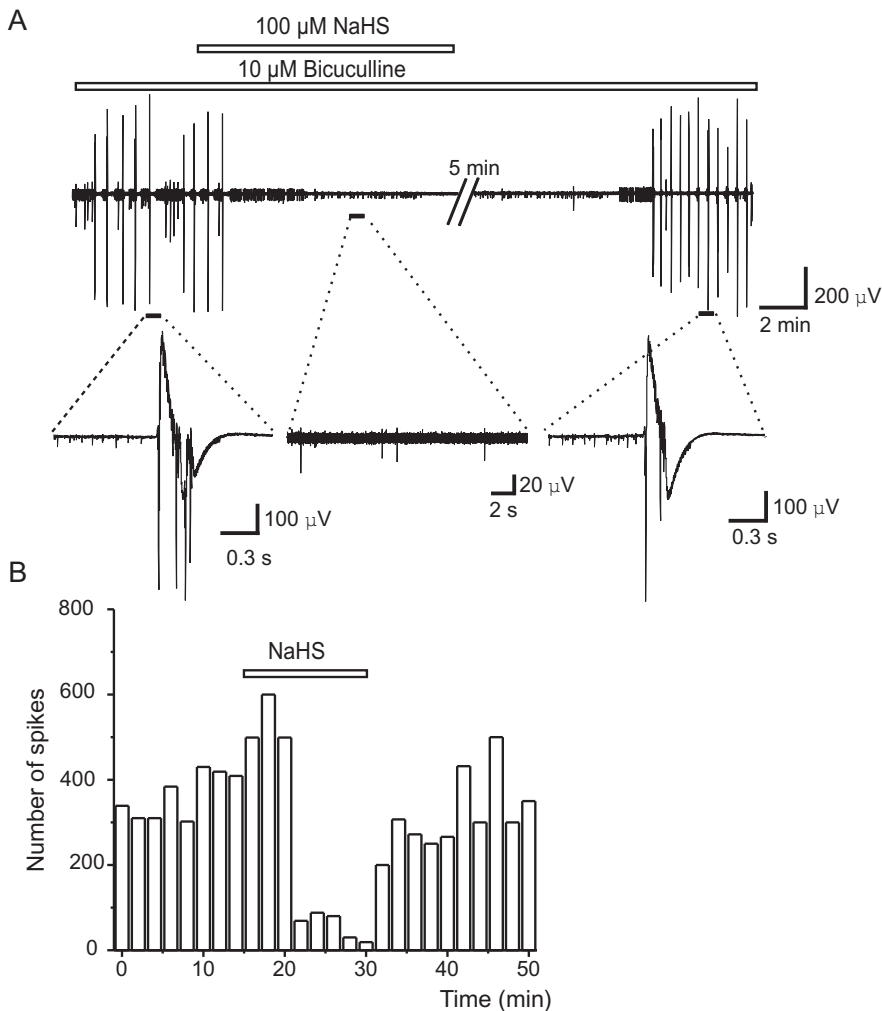 A
100 μM NaHS
10 μM Bicuculline
5 min
200 μV
2 min
100 μV
0.3 s
20 μV
2 s
100 μV
0.3 s
B
800
600
400
200
0
Number of spikes
NaHS
0 10 20 30 40 50
Time (min)